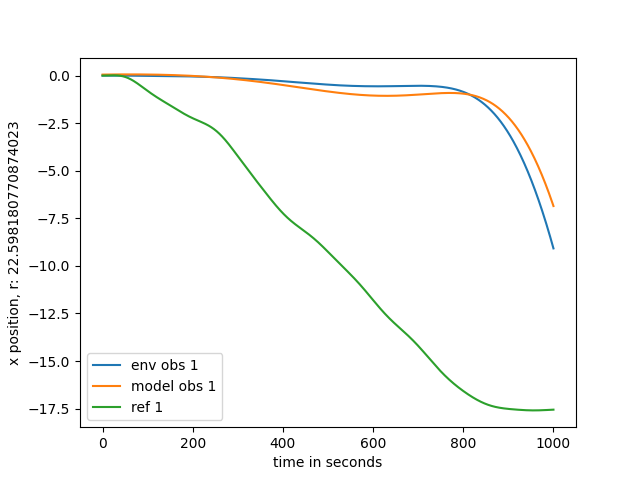 0.0
−2.5
−5.0
−7.5
−10.0
−12.5
−15.0
−17.5
x position, r: 22.598180770874023
env obs 1
model obs 1
ref 1
0
200
400
600
800
1000
time in seconds